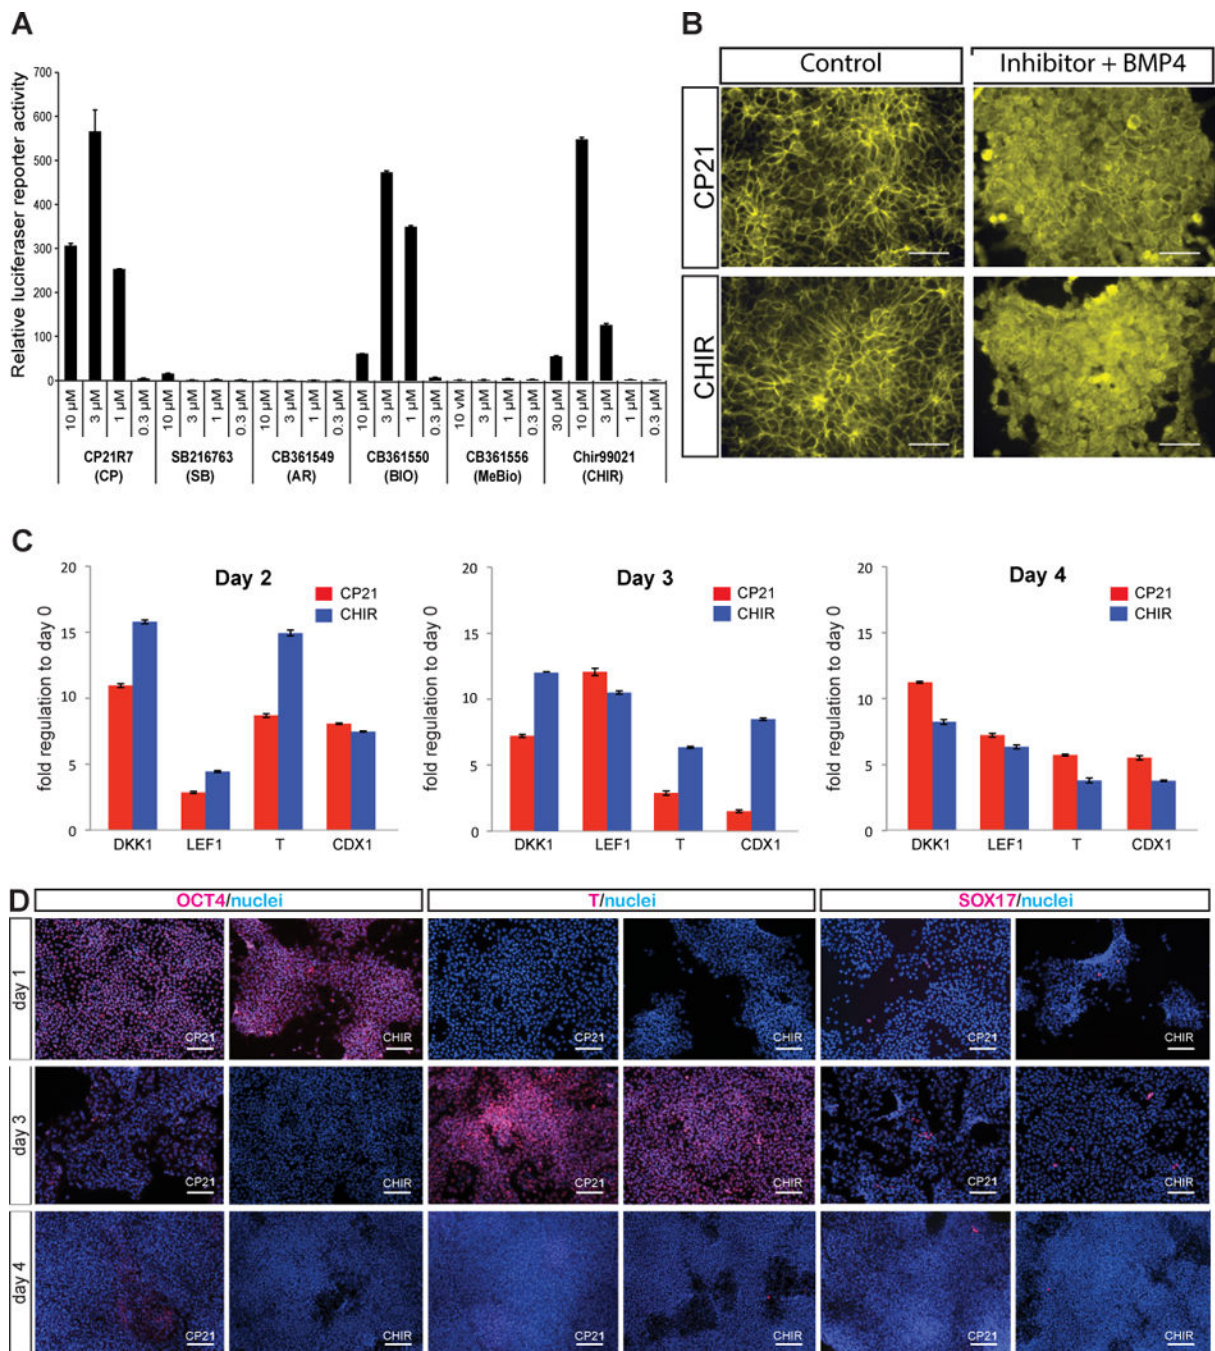 A
Relative luciferaser reporter activity
700
600
500
400
300
200
100
0
10 µM 3 µM 1 µM 0.3 µM 10 µM 3 µM 1 µM 0.3 µM 10 µM 3 µM 1 µM 0.3 µM 10 µM 3 µM 1 µM 0.3 µM 10 vM 3 µM 1 µM 0.3 µM 30 µM 10 µM 3 µM 1 µM 0.3 µM
CP21R7 SB216763 CB361549 CB361550 CB361556 Chir99021
(CP) (SB) (AR) (BIO) (MeBio) (CHIR)
B
Control Inhibitor + BMP4
CP21
CHIR
C
fold regulation to day 0
20
15
10
5
0
Day 2
CP21
CHIR
DKK1 LEF1 T CDX1
fold regulation to day 0
20
15
10
5
0
Day 3
CP21
CHIR
DKK1 LEF1 T CDX1
fold regulation to day 0
20
15
10
5
0
Day 4
CP21
CHIR
DKK1 LEF1 T CDX1
D
OCT4/nuclei T/nuclei SOX17/nuclei
day 1
CP21 CHIR CP21 CHIR CP21 CHIR
day 3
CP21 CHIR CP21 CHIR CP21 CHIR
day 4
CP21 CHIR CP21 CHIR CP21 CHIR